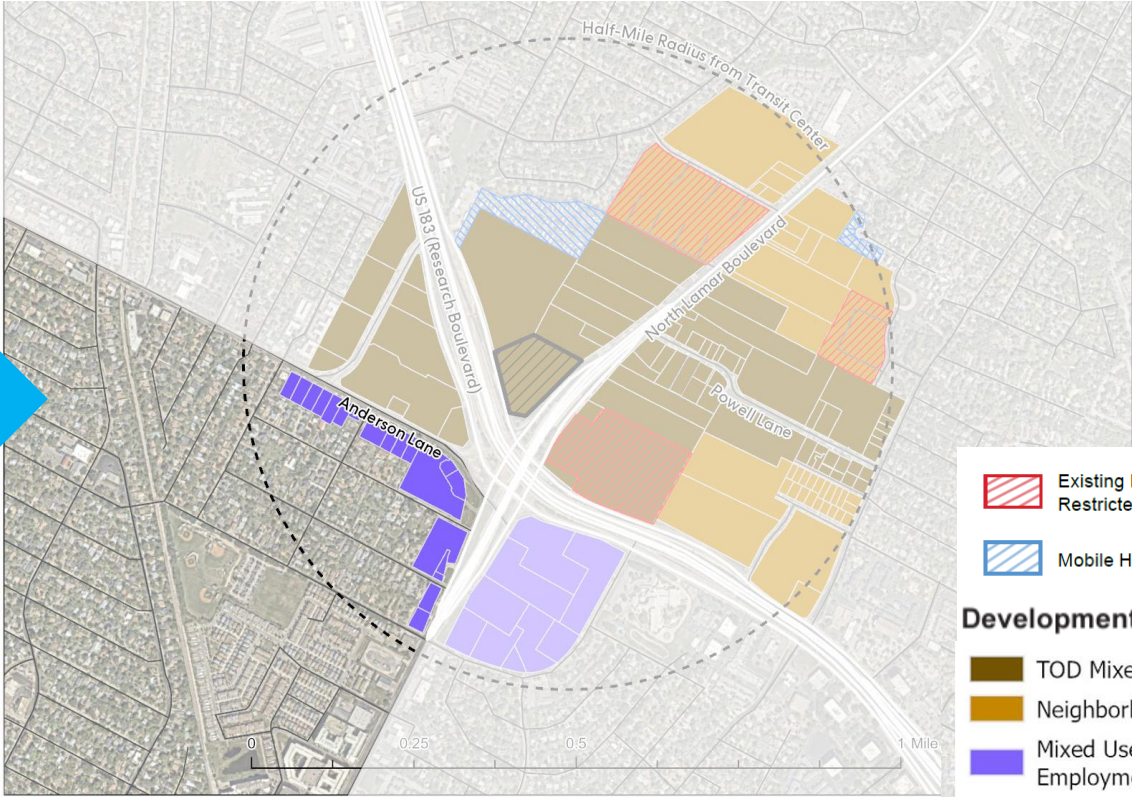 Half-Mile Radius from Transit Center
US 183 (Research Boulevard)
North Lamar Boulevard
Powell Lane
Anderson Lane
Existing
Restricte
Mobile H
Development
TOD Mixe
Neighborh
Mixed Use
Employme
0 0.25 0.5 1 Mile